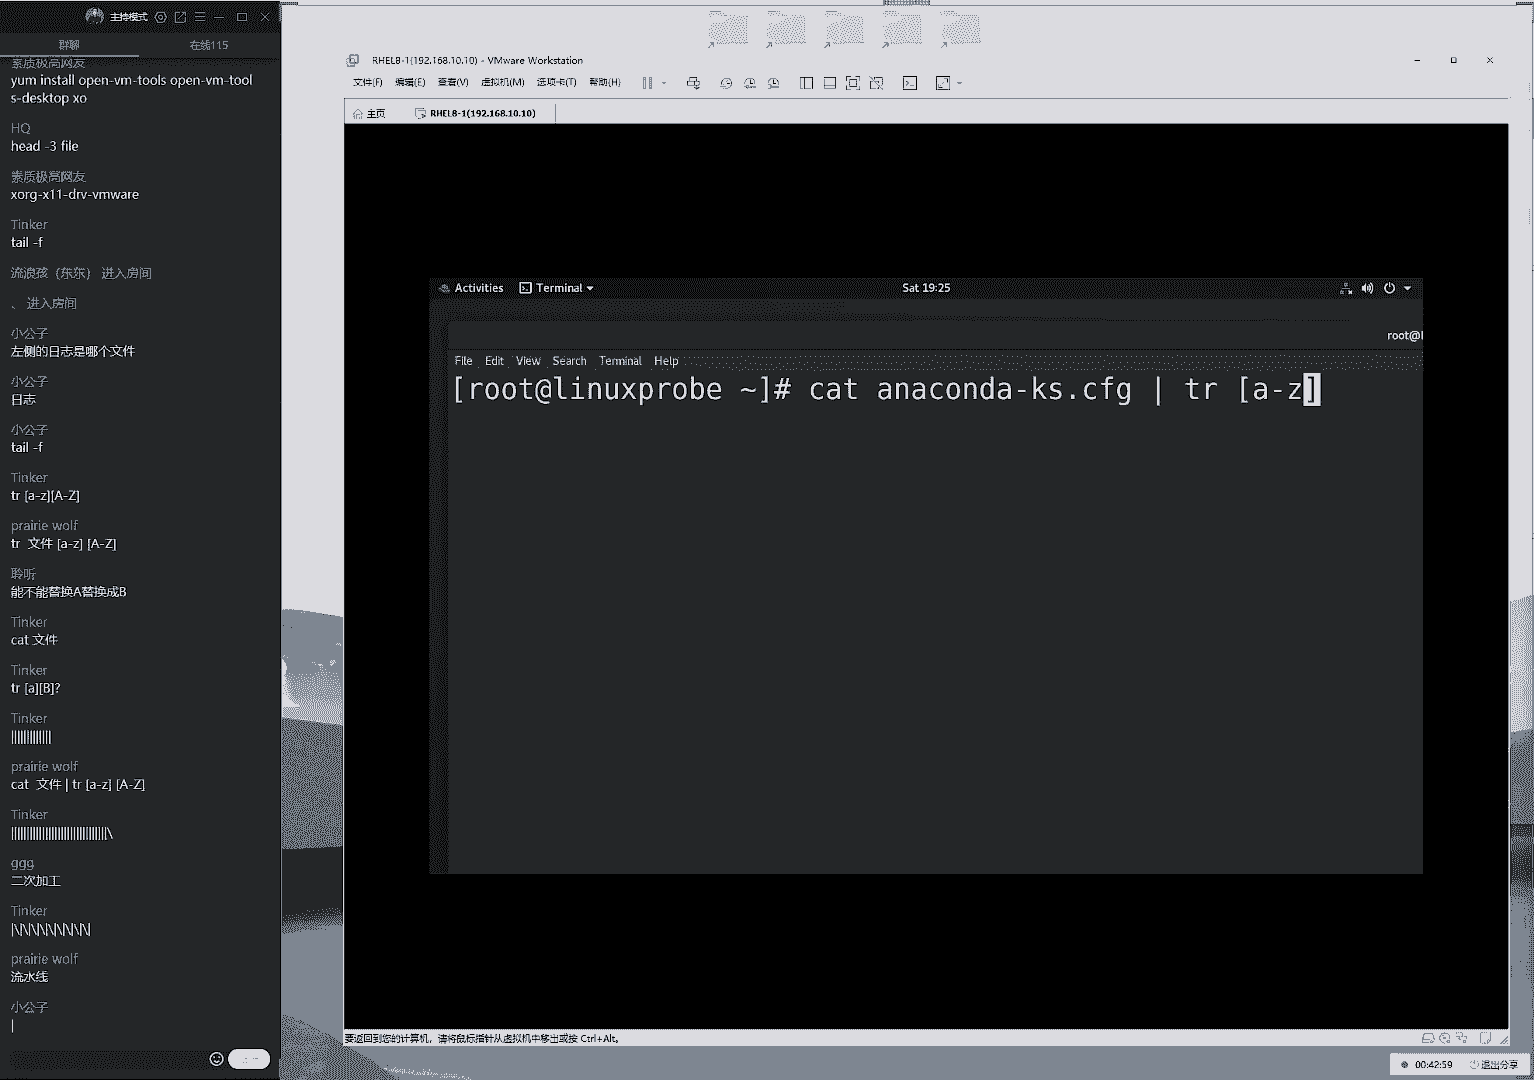 主持模式
群聊
在线115
素质极高网友
yum install open-vm-tools open-vm-tool
s-desktop xo
HQ
head -3 file
素质极高网友
xorg-x11-drv-vmware
Tinker
tail -f
流浪孩（东东） 进入房间
、 进入房间
小公子
左侧的日志是哪个文件
小公子
日志
小公子
tail -f
Tinker
tr [a-z][A-Z]
prairie wolf
tr 文件 [a-z] [A-Z]
聆听
能不能替换A替换成B
Tinker
cat 文件
Tinker
tr [a][B]?
Tinker
prairie wolf
cat 文件 | tr [a-z] [A-Z]
Tinker
ggg
二次加工
Tinker
prairie wolf
流水线
小公子
|
RHEL8-1(192.168.10.10) - VMware Workstation
文件(F) 编辑(E) 查看(V) 虚拟机(M) 选项卡(T) 帮助(H)
主页 RHEL8-1(192.168.10.10)
Activities Terminal Sat 19:25
root@l
File Edit View Search Terminal Help
[root@linuxprobe ~]# cat anaconda-ks.cfg | tr [a-z]
要返回到您的计算机，请将鼠标指针从虚拟机中移出或按 Ctrl+Alt。
00:42:59 退出分享